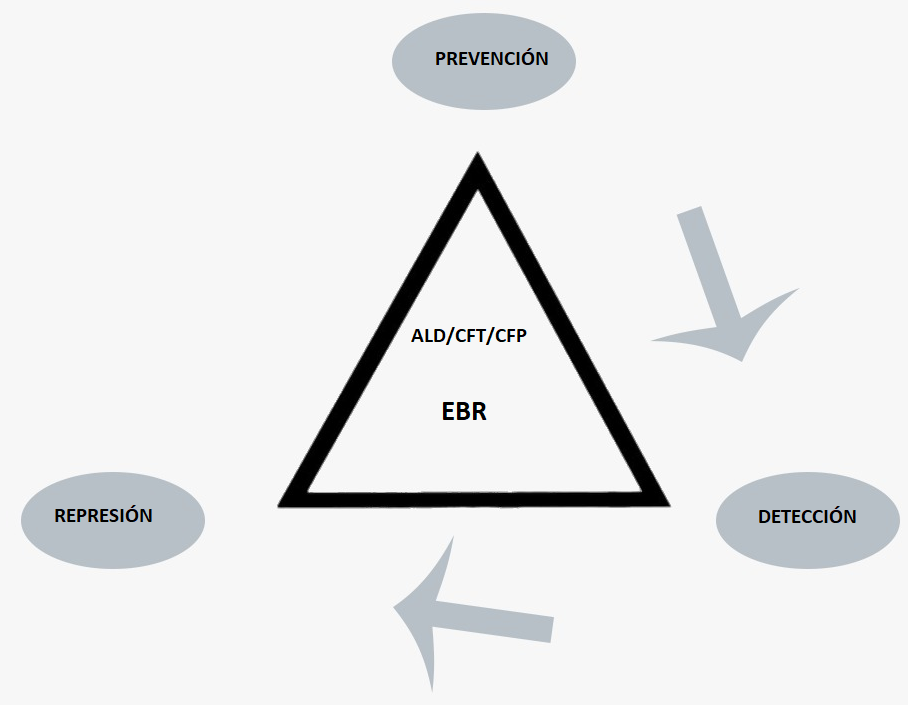 PREVENCIÓN
ALD/CFT/CFP
EBR
REPRESIÓN
DETECCIÓN